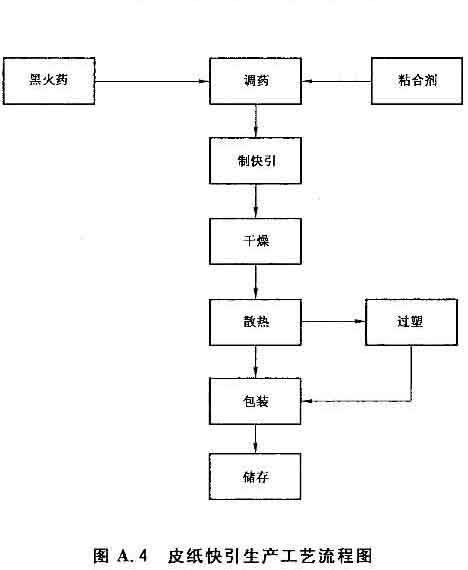 黑火药 调药 粘合剂
制快引
干燥
散热 过塑
包装
储存
图 A.4 皮纸快引生产工艺流程图